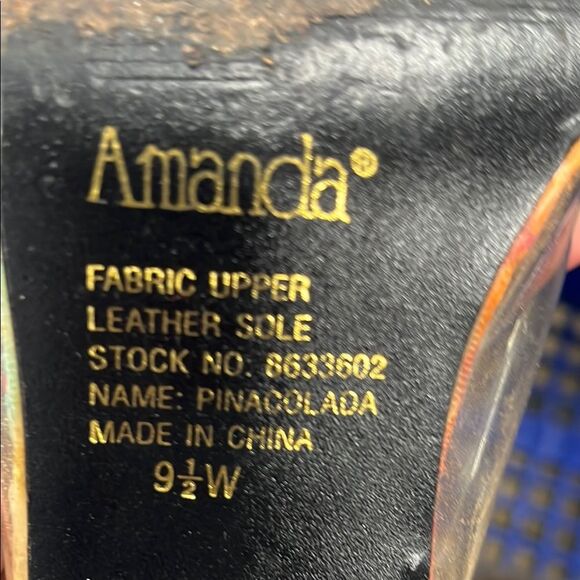 Amanda®
FABRIC UPPER
LEATHER SOLE
STOCK NO. 8633602
NAME: PINACOLADA
MADE IN CHINA
9½W